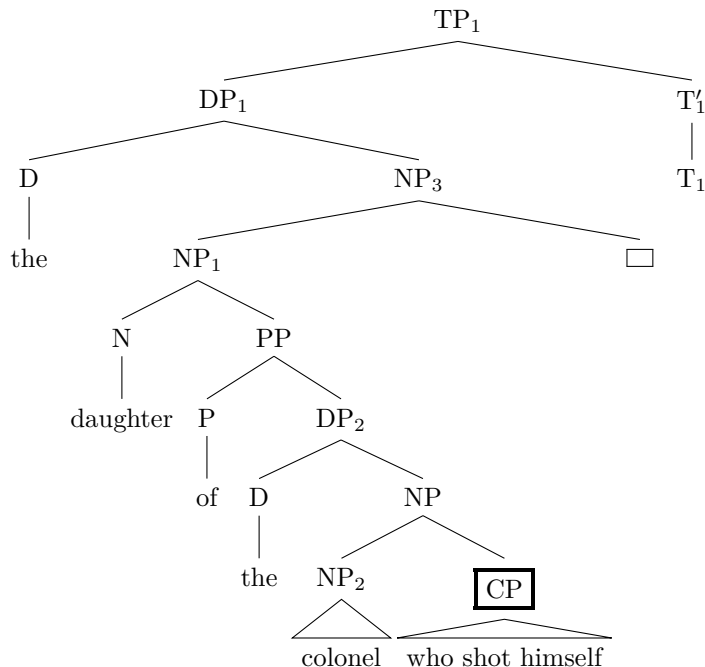 TP₁
DP₁ T′₁
D NP₃ T₁
the NP₁
N PP
daughter P DP₂
of D NP
the NP₂ CP
colonel who shot himself